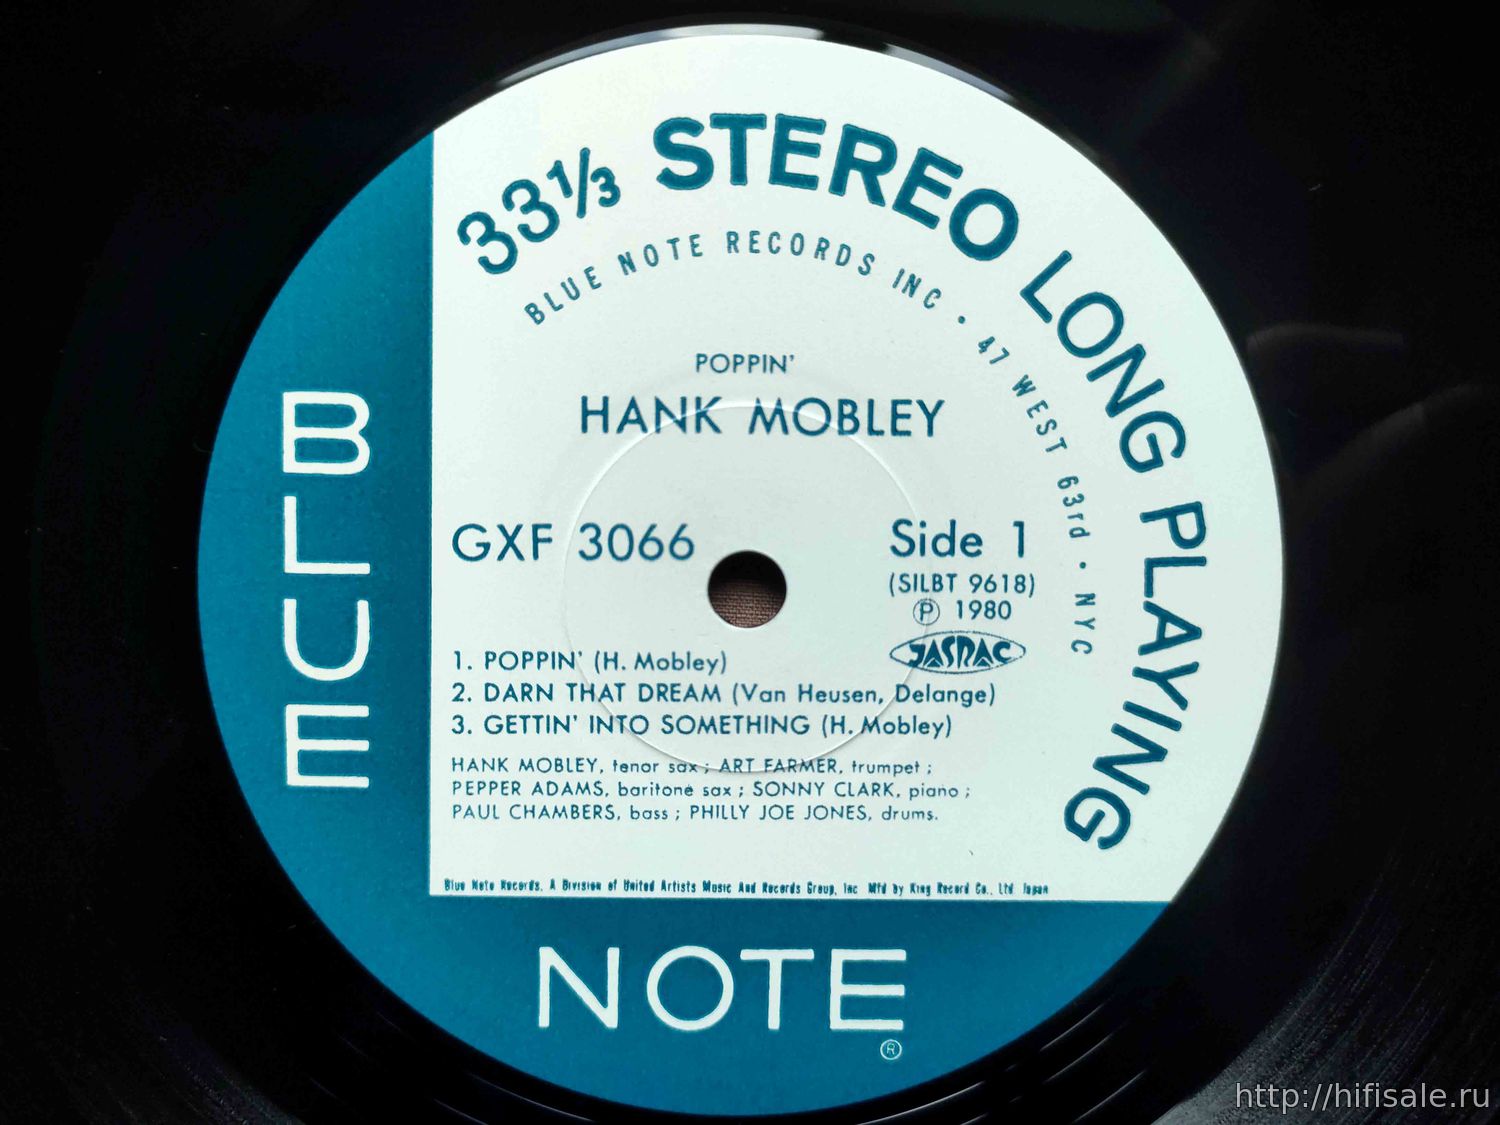 33⅓ STEREO LONG PLAYING
BLUE NOTE RECORDS INC • 47 WEST 63rd • NYC
POPPIN'
HANK MOBLEY
GXF 3066
Side 1
(SILBT 9618)
Ⓟ 1980
JASRAC
1. POPPIN' (H. Mobley)
2. DARN THAT DREAM (Van Heusen, Delange)
3. GETTIN' INTO SOMETHING (H. Mobley)
HANK MOBLEY, tenor sax ; ART FARMER, trumpet ;
PEPPER ADAMS, baritone sax ; SONNY CLARK, piano ;
PAUL CHAMBERS, bass ; PHILLY JOE JONES, drums.
Blue Note Records, A Division of United Artists Music And Records Group, Inc Mfd by King Record Co., Ltd Japan
BLUE
NOTE
®
http://hifisale.ru